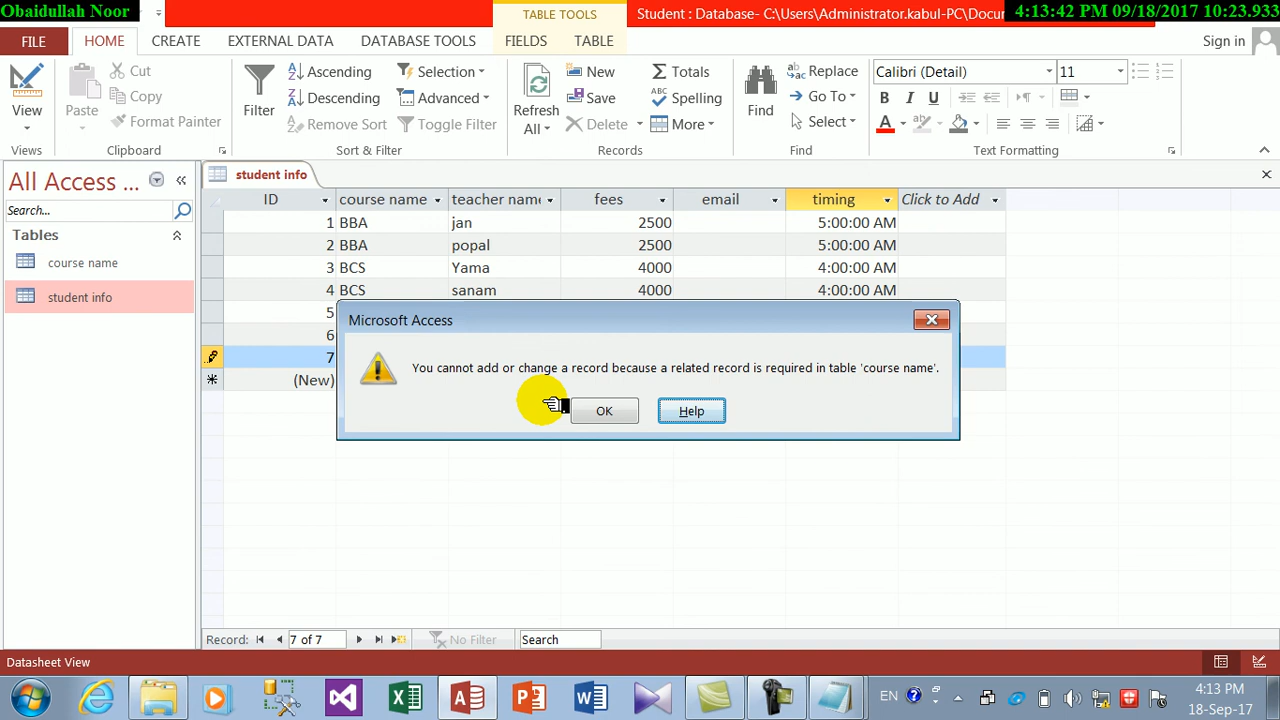 Obaidullah Noor
TABLE TOOLS
Student : Database- C:\Users\Administrator.kabul-PC\Docu
4:13:42 PM 09/18/2017 10:23.933
FILE
HOME
CREATE
EXTERNAL DATA
DATABASE TOOLS
FIELDS
TABLE
Sign in
View
Views
Paste
Cut
Copy
Format Painter
Clipboard
Filter
Ascending
Descending
Remove Sort
Selection
Advanced
Toggle Filter
Sort & Filter
Refresh
All
New
Save
Delete
Totals
Spelling
More
Records
Find
Replace
Go To
Select
Find
Calibri (Detail)
11
B I U
A
Text Formatting
All Access ...
Search...
Tables
course name
student info
student info
ID course name teacher name fees email timing Click to Add
1 BBA jan 2500 5:00:00 AM
2 BBA popal 2500 5:00:00 AM
3 BCS Yama 4000 4:00:00 AM
4 BCS sanam 4000 4:00:00 AM
5
6
7
(New)
Microsoft Access
You cannot add or change a record because a related record is required in table 'course name'.
OK
Help
Record:
7 of 7
No Filter
Search
Datasheet View
EN
4:13 PM
18-Sep-17